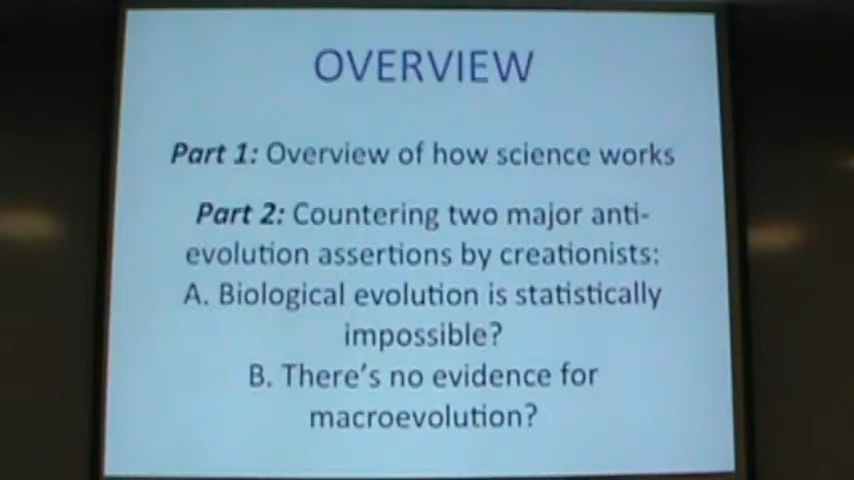 OVERVIEW
Part 1: Overview of how science works
Part 2: Countering two major anti-
evolution assertions by creationists:
A. Biological evolution is statistically
impossible?
B. There's no evidence for
macroevolution?